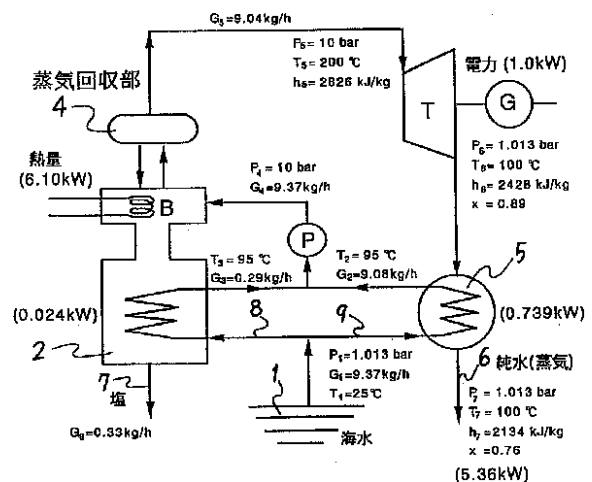 G₅=9.04kg/h
P₅= 10 bar
T₅= 200 ℃
h₅= 2826 kJ/kg
電力 (1.0kW)
蒸気回収部
4
T
G
熱量
(6.10kW)
B
P₄ = 10 bar
G₄=9.37kg/h
P₆= 1.013 bar
T₆= 100 ℃
h₆= 2428 kJ/kg
x = 0.89
P
T₃ = 95 ℃
G₃=0.29kg/h
T₂= 95 ℃
G₂=9.08kg/h
5
(0.024kW)
8
9
(0.739kW)
2
P₁=1.013 bar
G₁=9.37kg/h
T₁=25℃
6
純水(蒸気)
7
塩
1
海水
G₈=0.33kg/h
P₇ = 1.013 bar
T₇= 100 ℃
h₇=2134 kJ/kg
x = 0.76
(5.36kW)